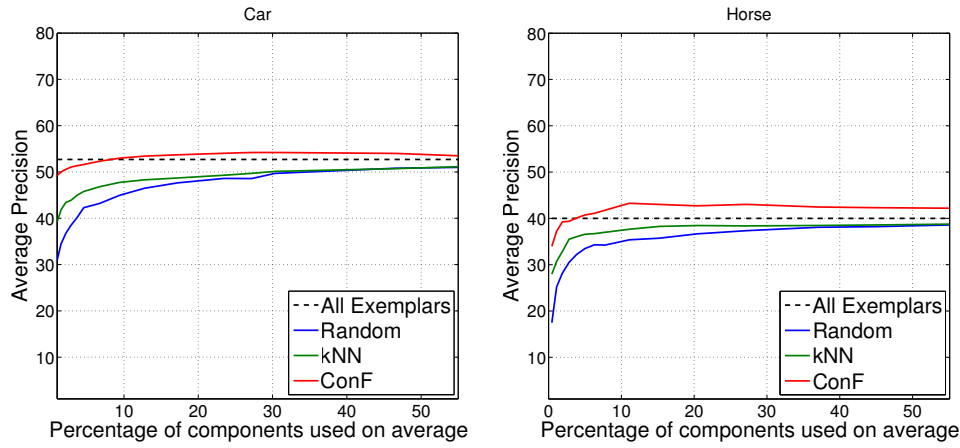 Car
80
70
60
50
40
30
20
10
Average Precision
10 20 30 40 50
Percentage of components used on average
All Exemplars
Random
kNN
ConF
Horse
80
70
60
50
40
30
20
10
Average Precision
0 10 20 30 40 50
Percentage of components used on average
All Exemplars
Random
kNN
ConF